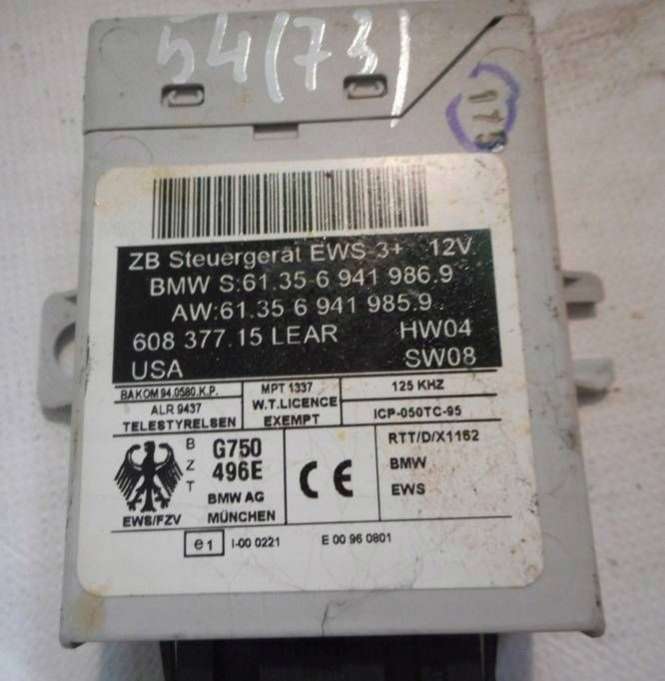 54(73)
175
ZB Steuergerät EWS-3+ 12V.
BMW S:61.35-6 941 986.9
AW:61.35 6 941 985.9
608 377.15 LEAR HW04
USA SW08
BAKOM 94.0580.K.P.
ALR 9437
TELESTYRELSEN
MPT 1337
W.T.LICENCE
EXEMPT
125 KHZ
ICP-050TC-95
B
Z
T
EWS/FZV
G750
496E
BMW AG
MÜNCHEN
CE
RTT/D/X1162
BMW
EWS
e1 I-00 0221 E 00 96 0801